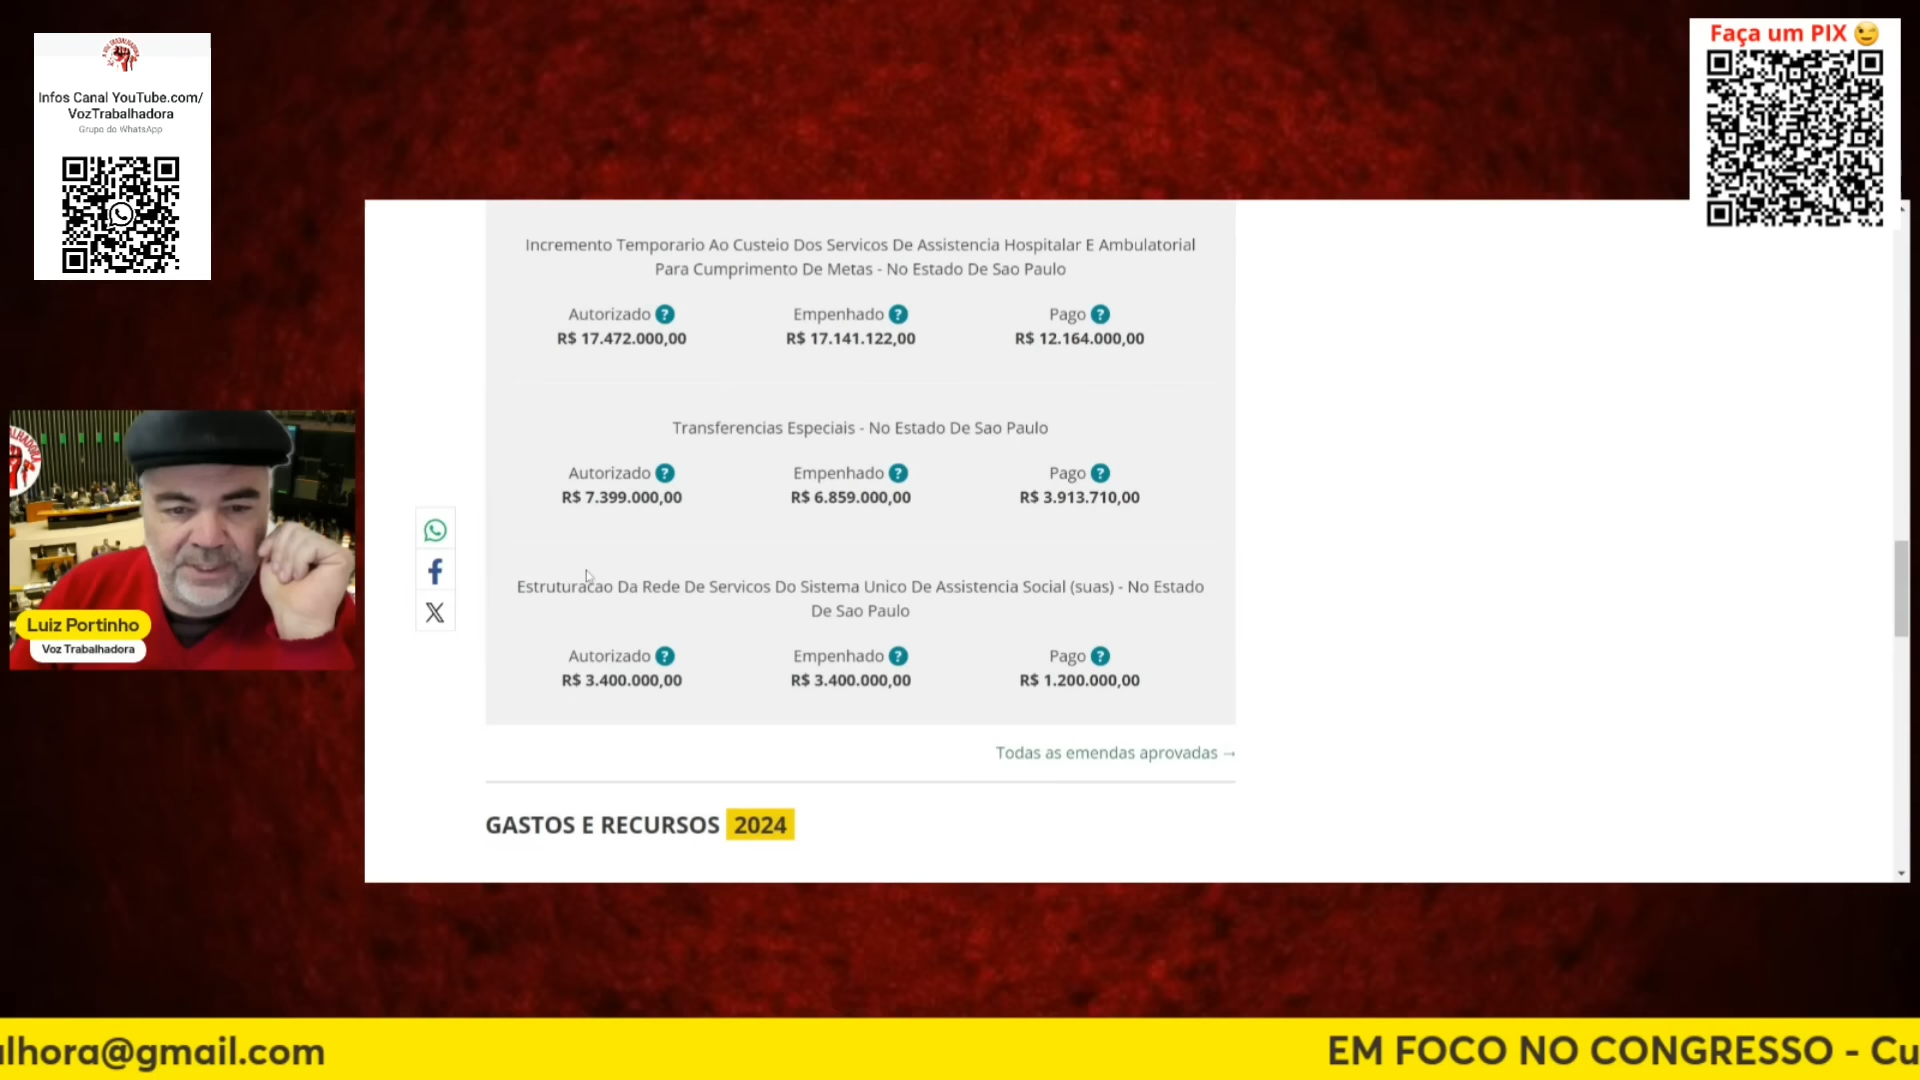 Infos Canal YouTube.com/
VozTrabalhadora
Grupo do WhatsApp
Faça um PIX
Incremento Temporario Ao Custeio Dos Servicos De Assistencia Hospitalar E Ambulatorial
Para Cumprimento De Metas - No Estado De Sao Paulo
Autorizado ? Empenhado ? Pago ?
R$ 17.472.000,00 R$ 17.141.122,00 R$ 12.164.000,00
Transferencias Especiais - No Estado De Sao Paulo
Autorizado ? Empenhado ? Pago ?
R$ 7.399.000,00 R$ 6.859.000,00 R$ 3.913.710,00
Estruturacao Da Rede De Servicos Do Sistema Unico De Assistencia Social (suas) - No Estado
De Sao Paulo
Autorizado ? Empenhado ? Pago ?
R$ 3.400.000,00 R$ 3.400.000,00 R$ 1.200.000,00
Todas as emendas aprovadas →
GASTOS E RECURSOS 2024
Luiz Portinho
Voz Trabalhadora
lhora@gmail.com
EM FOCO NO CONGRESSO - Cu